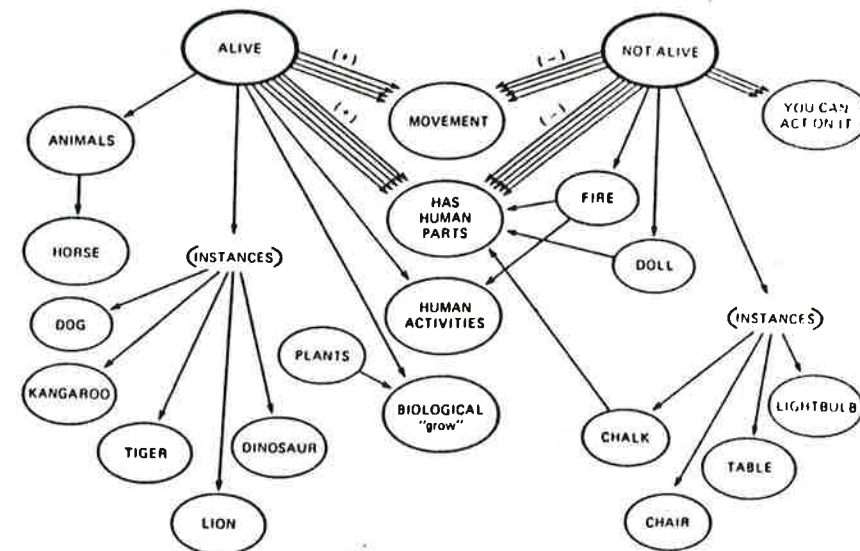 ALIVE
(+)
(-)
NOT ALIVE
MOVEMENT
YOU CAN
ACT ON IT
ANIMALS
(+)
(-)
HAS
HUMAN
PARTS
FIRE
HORSE
(INSTANCES)
DOLL
DOG
HUMAN
ACTIVITIES
(INSTANCES)
PLANTS
KANGAROO
BIOLOGICAL
"grow"
LIGHTBULB
TIGER
DINOSAUR
CHALK
TABLE
LION
CHAIR